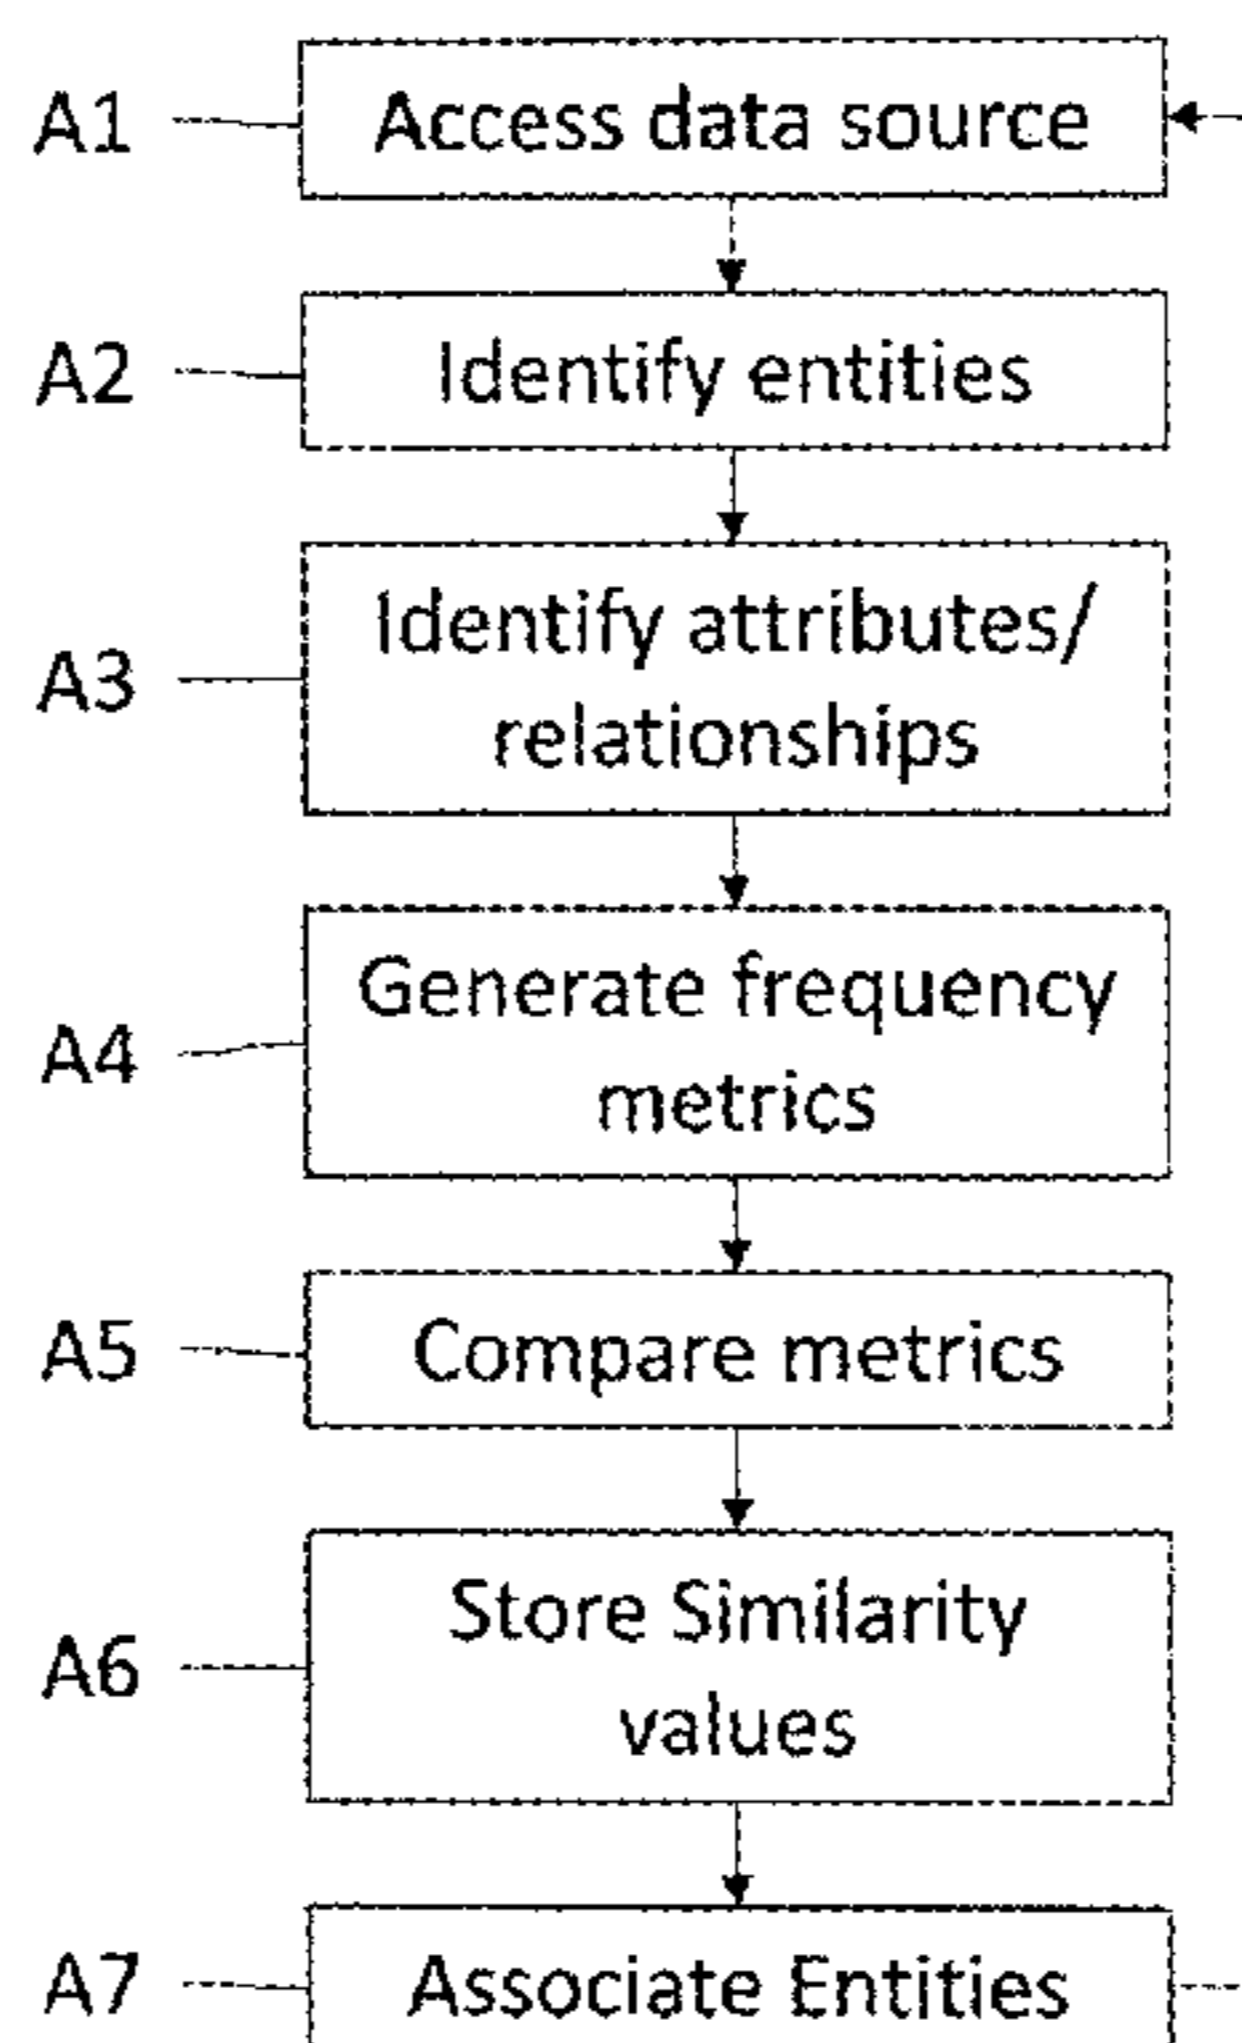 A1 Access data source
A2 Identify entities
A3 Identify attributes/
relationships
A4 Generate frequency
metrics
A5 Compare metrics
A6 Store Similarity
values
A7 Associate Entities